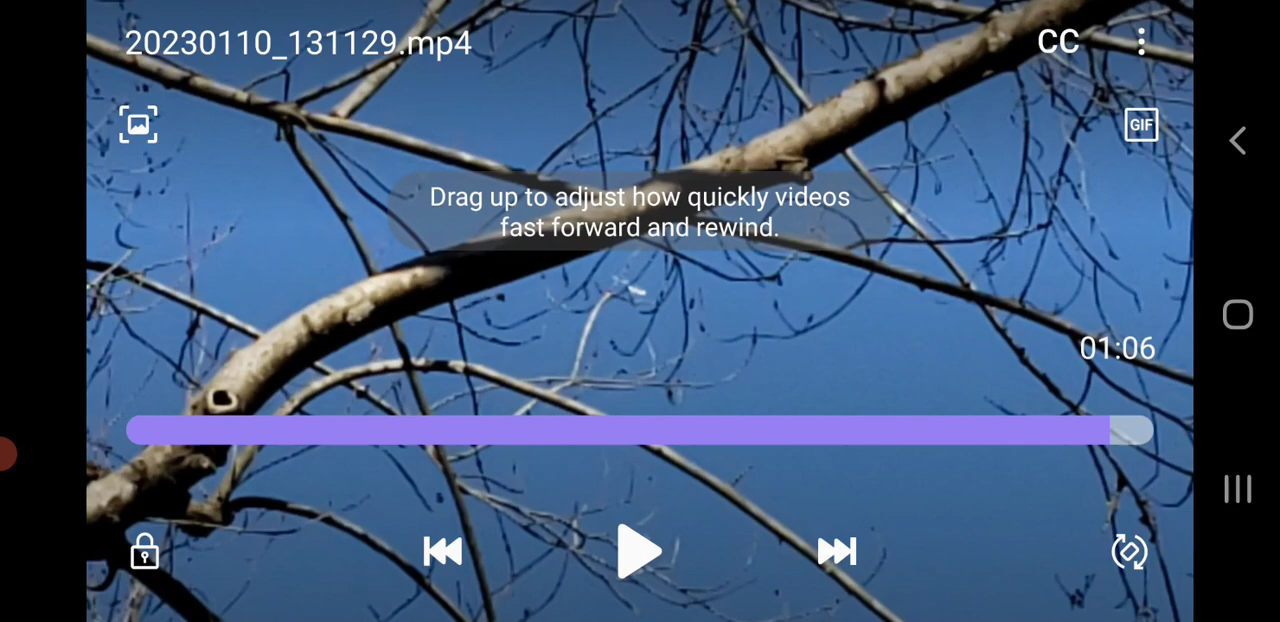 20230110_131129.mp4
CC
GIF
Drag up to adjust how quickly videos
fast forward and rewind.
01:06